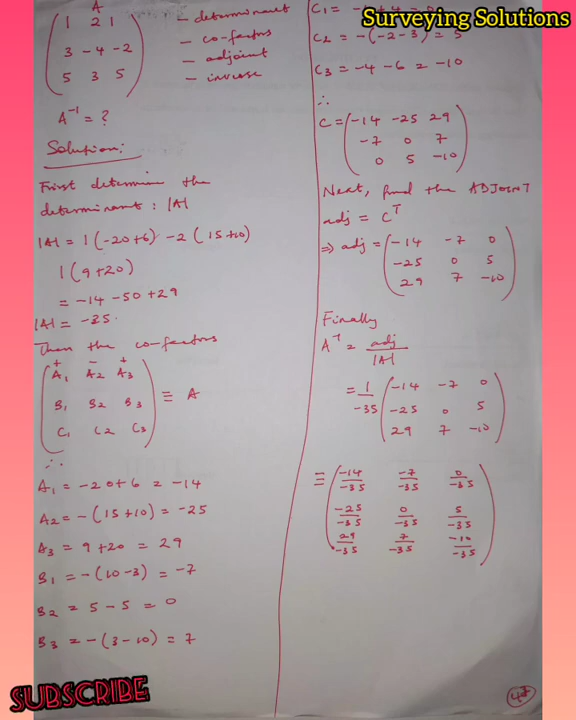 Surveying Solutions
A
( 1 2 1 )
( 3 -4 -2 )
( 5 3 5 )
- determinant
- co-factors
- adjoint
- inverse
A⁻¹ = ?
Solution;
First determine the
determinant: |A|
|A| = 1(-20+6) -2(15+10)
1(9+20)
= -14 -50 +29
|A| = -35.
Then the co-factors
+ - +
( A₁ A₂ A₃ )
( B₁ B₂ B₃ ) ≡ A
( C₁ C₂ C₃ )
∴
A₁ = -20+6 = -14
A₂ = -(15+10) = -25
A₃ = 9+20 = 29
B₁ = -(10-3) = -7
B₂ = 5-5 = 0
B₃ = -(3-10) = 7
C₁ =
C₂ = -(-2-3) = 5
C₃ = -4 -6 = -10
∴
C = ( -14 -25 29 )
( -7 0 7 )
( 0 5 -10 )
Next, find the ADJOINT
adj = Cᵀ
⇒ adj = ( -14 -7 0 )
( -25 0 5 )
( 29 7 -10 )
Finally
A⁻¹ = adj / |A|
= 1/-35 ( -14 -7 0 )
( -25 0 5 )
( 29 7 -10 )
≡ ( -14/-35 -7/-35 0/-35 )
( -25/-35 0/-35 5/-35 )
( 29/-35 7/-35 -10/-35 )
SUBSCRIBE